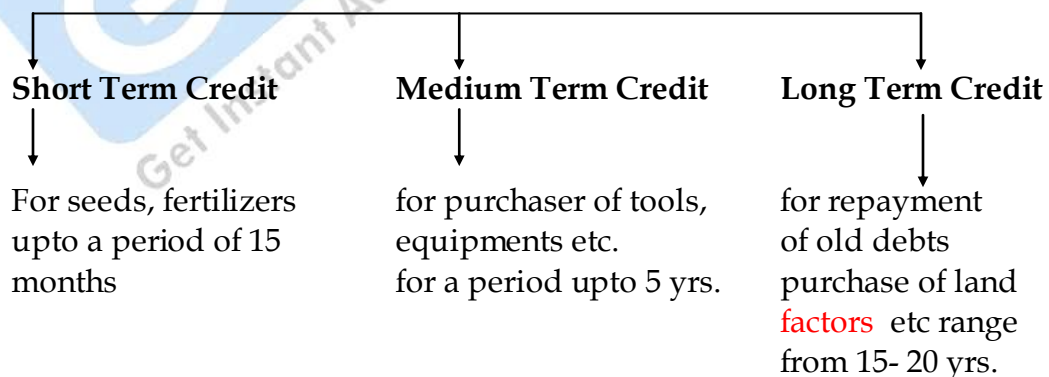 Short Term Credit
Medium Term Credit
Long Term Credit
For seeds, fertilizers
upto a period of 15
months
for purchaser of tools,
equipments etc.
for a period upto 5 yrs.
for repayment
of old debts
purchase of land
factors etc range
from 15- 20 yrs.
Get Instant